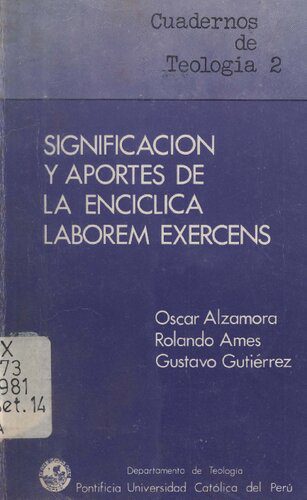 Cuadernos
de
Teologia 2
SIGNIFICACION
Y APORTES DE
LA ENCICLICA
LABOREM EXERCENS
Oscar Alzamora
Rolando Ames
Gustavo Gutiérrez
X
73
981
et.14
A
Departamento de Teología
Pontificia Universidad Católica del Perú